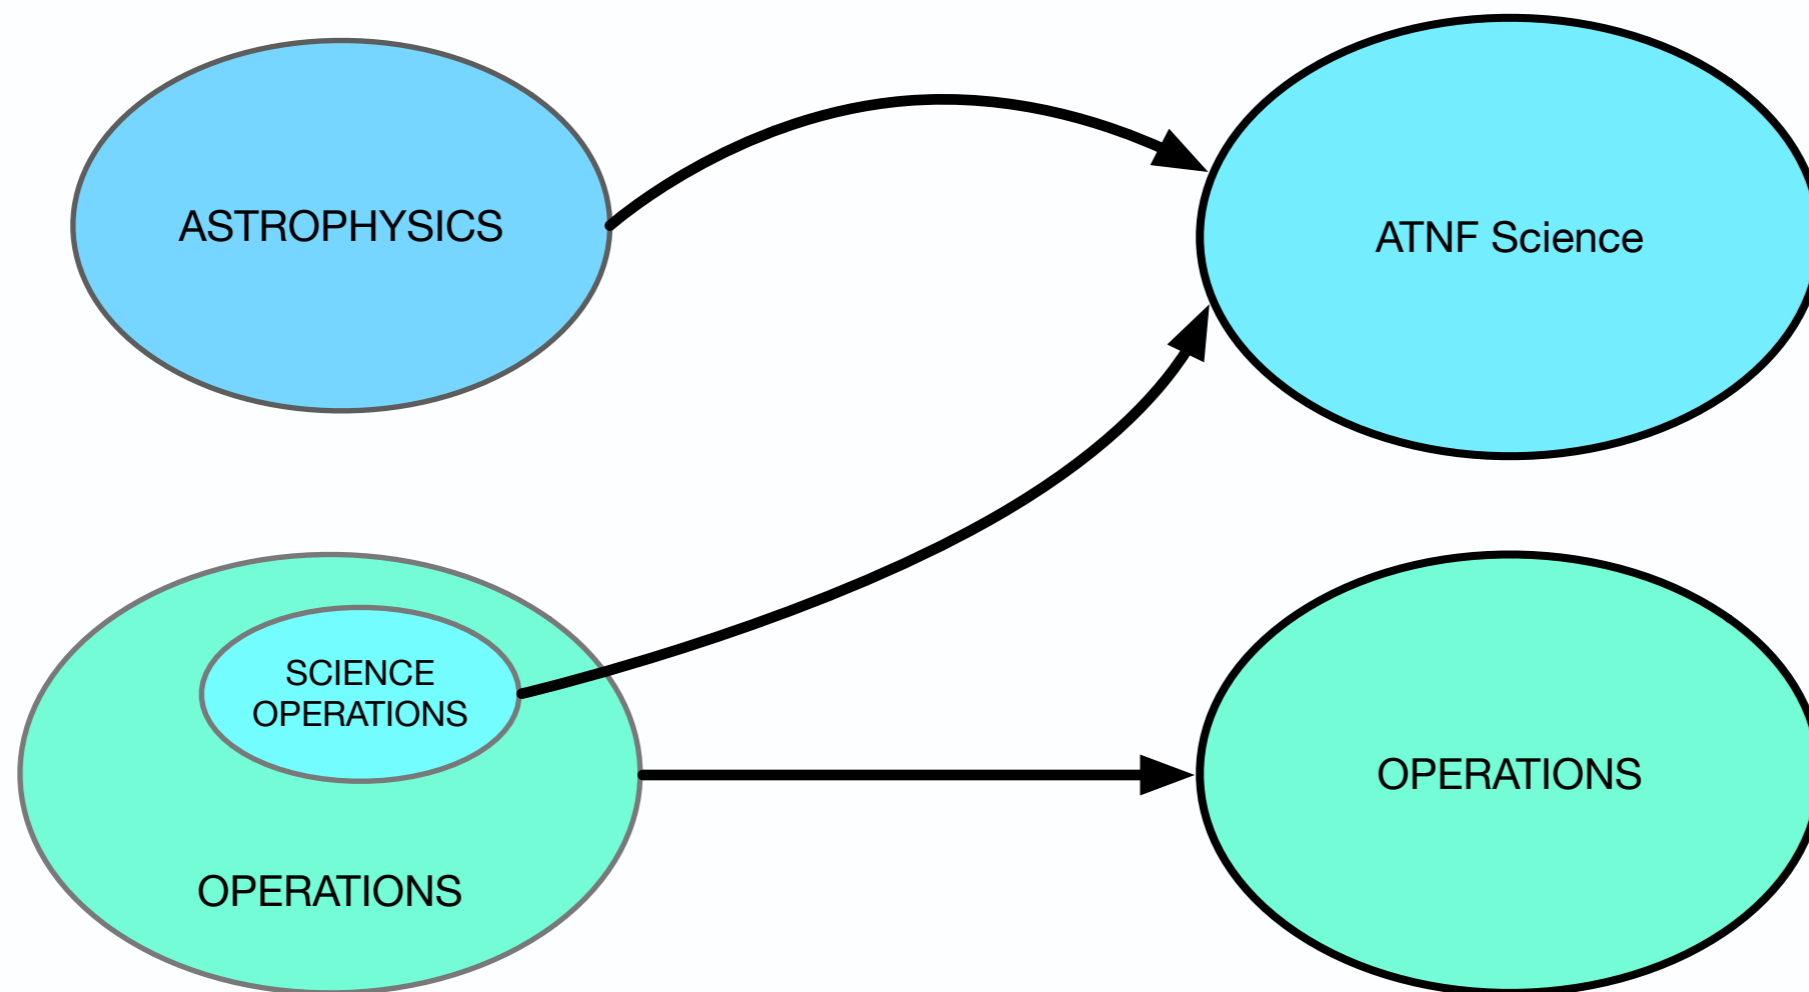 ASTROPHYSICS
ATNF Science
SCIENCE
OPERATIONS
OPERATIONS
OPERATIONS